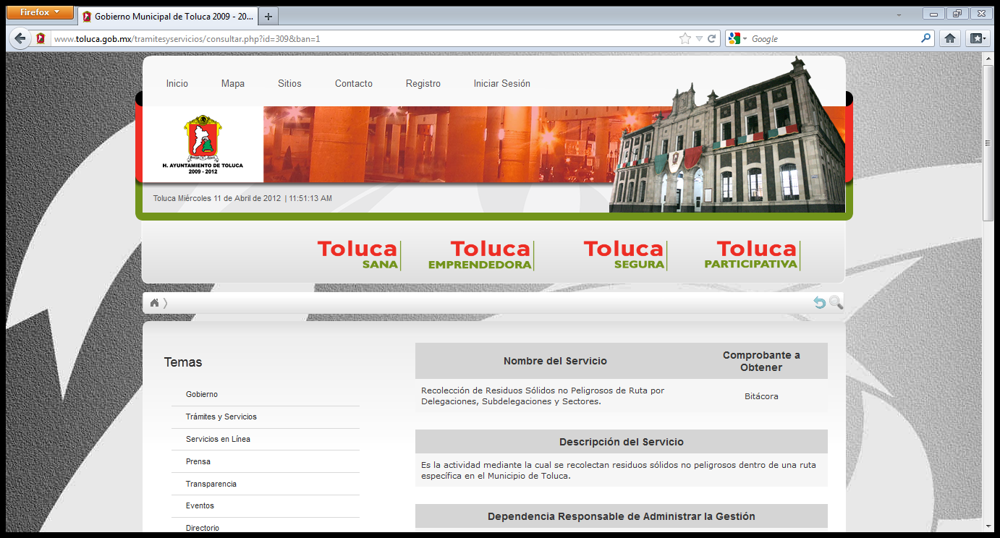 Firefox
Gobierno Municipal de Toluca 2009 - 20...
www.toluca.gob.mx/tramitesyservicios/consultar.php?id=309&ban=1
Google
Inicio
Mapa
Sitios
Contacto
Registro
Iniciar Sesión
H. AYUNTAMIENTO DE TOLUCA
2009 - 2012
Toluca Miércoles 11 de Abril de 2012 | 11:51:13 AM
Toluca
SANA
Toluca
EMPRENDEDORA
Toluca
SEGURA
Toluca
PARTICIPATIVA
Temas
Gobierno
Trámites y Servicios
Servicios en Línea
Prensa
Transparencia
Eventos
Directorio
Nombre del Servicio
Comprobante a
Obtener
Recolección de Residuos Sólidos no Peligrosos de Ruta por
Delegaciones, Subdelegaciones y Sectores.
Bitácora
Descripción del Servicio
Es la actividad mediante la cual se recolectan residuos sólidos no peligrosos dentro de una ruta
específica en el Municipio de Toluca.
Dependencia Responsable de Administrar la Gestión